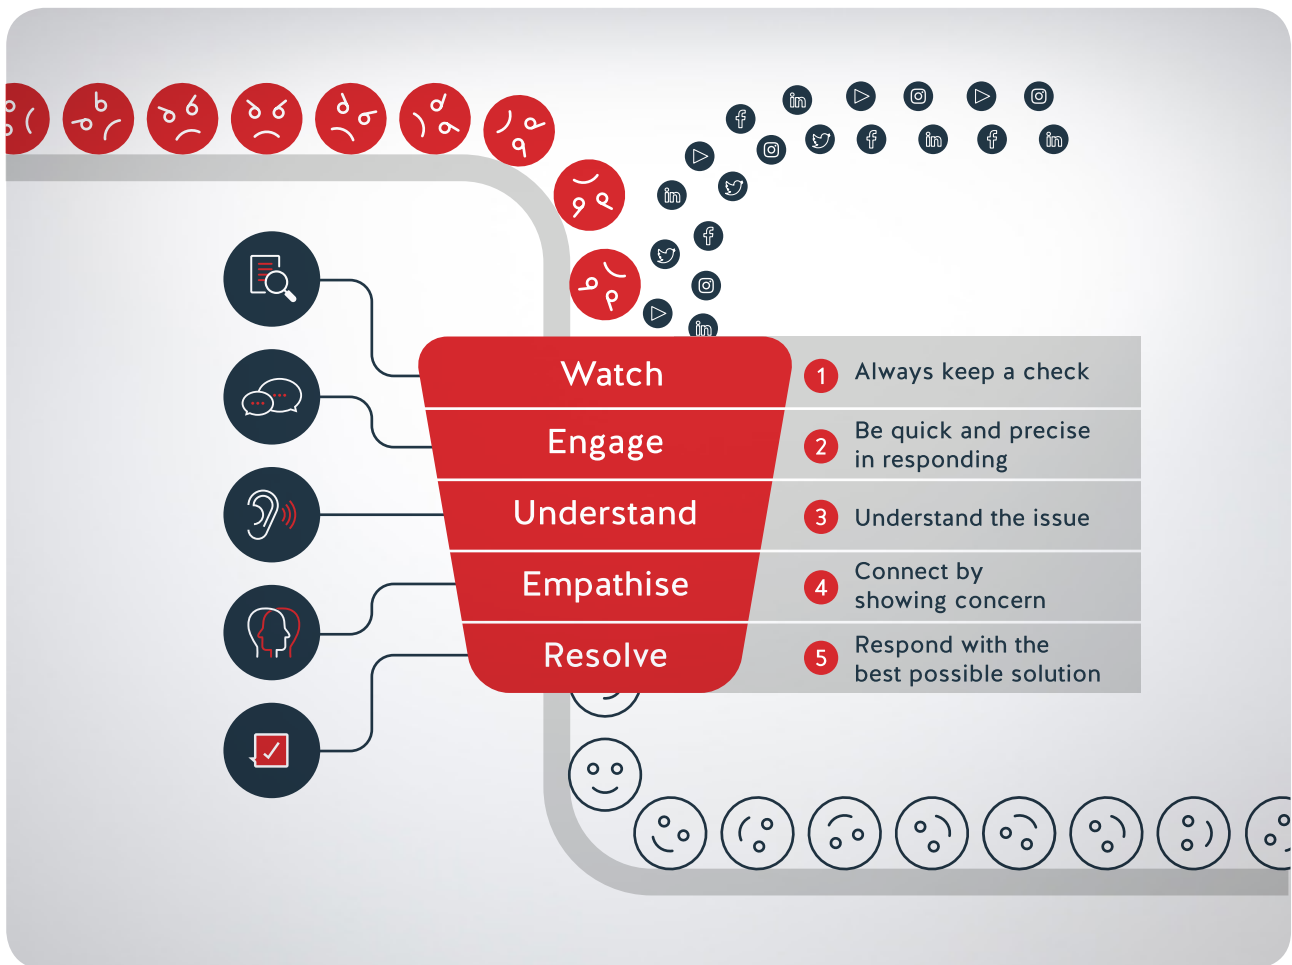 Watch
1
Always keep a check
Engage
2
Be quick and precise
in responding
Understand
3
Understand the issue
Empathise
4
Connect by
showing concern
Resolve
5
Respond with the
best possible solution